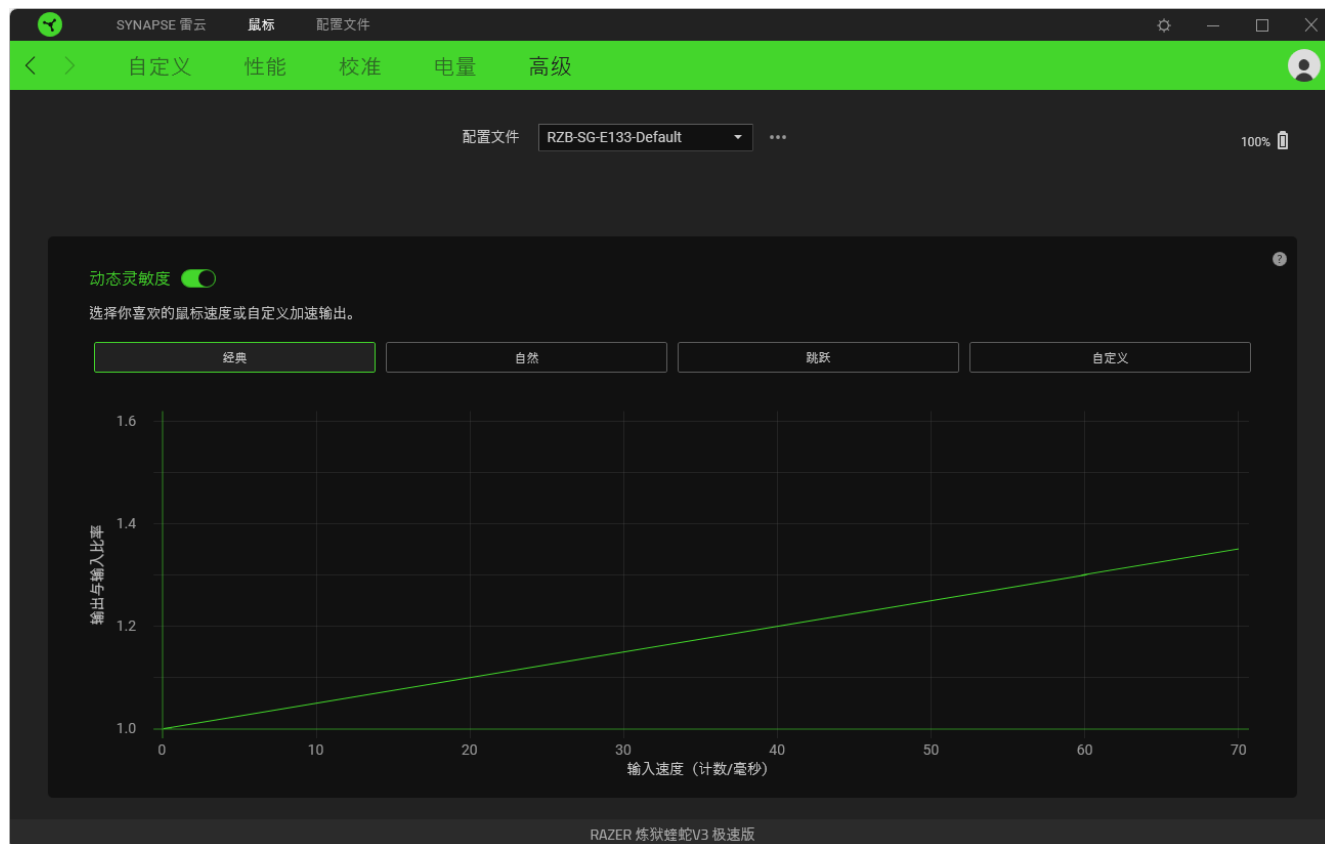 SYNAPSE 雷云 鼠标 配置文件
自定义 性能 校准 电量 高级
配置文件 RZB-SG-E133-Default
100%
动态灵敏度
?
选择你喜欢的鼠标速度或自定义加速输出。
经典 自然 跳跃 自定义
输出与输入比率
1.6
1.4
1.2
1.0
0 10 20 30 40 50 60 70
输入速度（计数/毫秒）
RAZER 炼狱蝰蛇V3 极速版